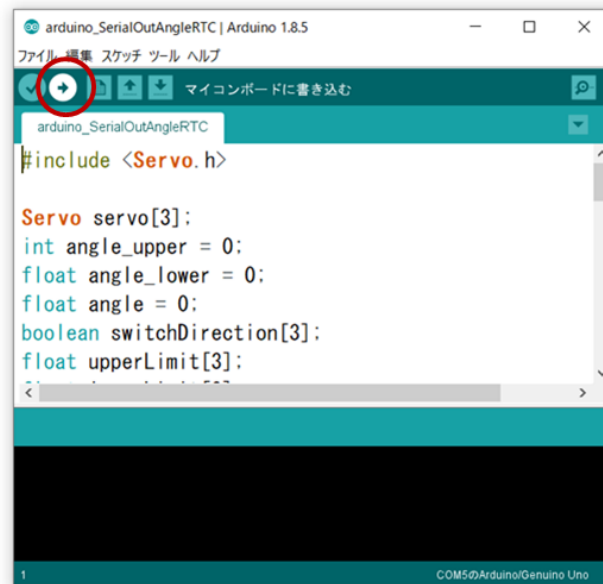 arduino_SerialOutAngleRTC | Arduino 1.8.5
ファイル 編集 スケッチ ツール ヘルプ
マイコンボードに書き込む
arduino_SerialOutAngleRTC
#include <Servo.h>
Servo servo[3];
int angle_upper = 0;
float angle_lower = 0;
float angle = 0;
boolean switchDirection[3];
float upperLimit[3];
1
COM5のArduino/Genuino Uno